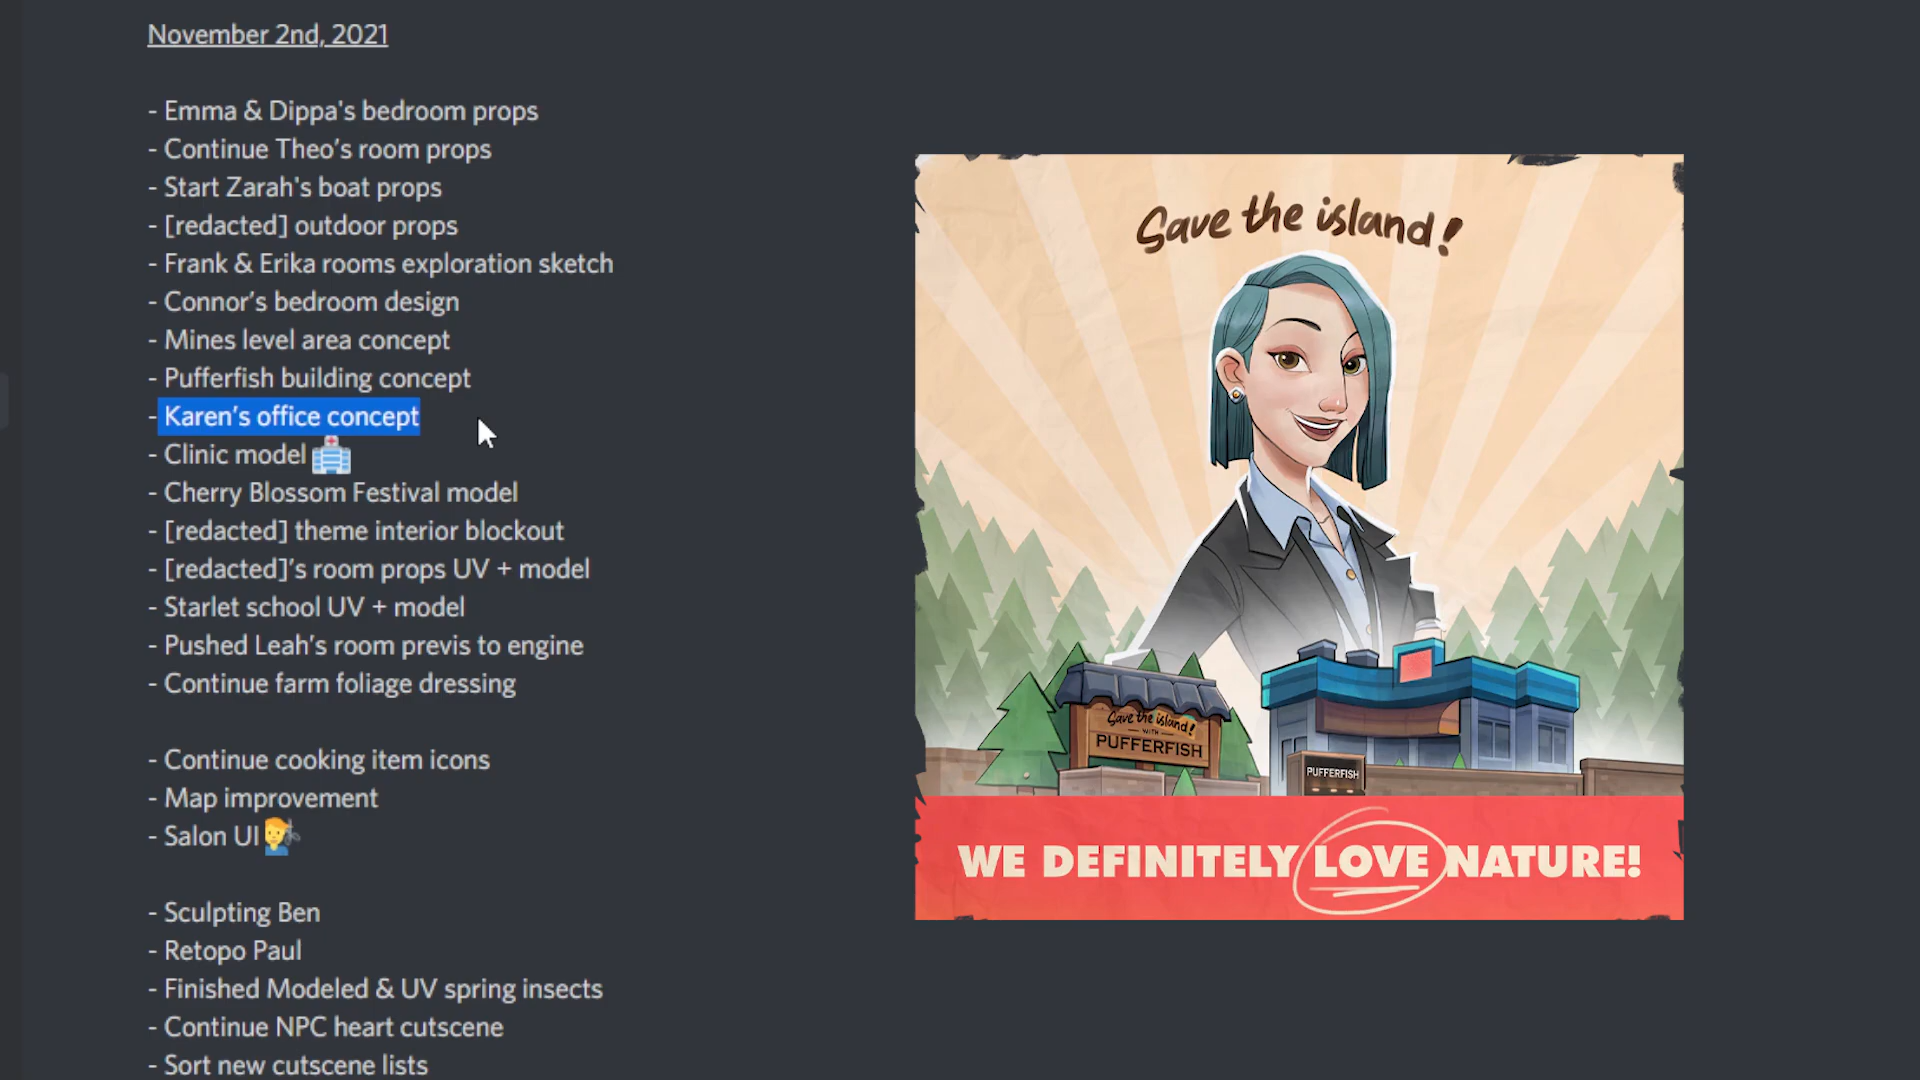 November 2nd, 2021
- Emma & Dippa's bedroom props
- Continue Theo’s room props
- Start Zarah's boat props
- [redacted] outdoor props
- Frank & Erika rooms exploration sketch
- Connor’s bedroom design
- Mines level area concept
- Pufferfish building concept
- Karen’s office concept
- Clinic model
- Cherry Blossom Festival model
- [redacted] theme interior blockout
- [redacted]’s room props UV + model
- Starlet school UV + model
- Pushed Leah’s room previs to engine
- Continue farm foliage dressing
- Continue cooking item icons
- Map improvement
- Salon UI
- Sculpting Ben
- Retopo Paul
- Finished Modeled & UV spring insects
- Continue NPC heart cutscene
- Sort new cutscene lists
Save the island!
Save the island!
WITH
PUFFERFISH
PUFFERFISH
WE DEFINITELY LOVE NATURE!